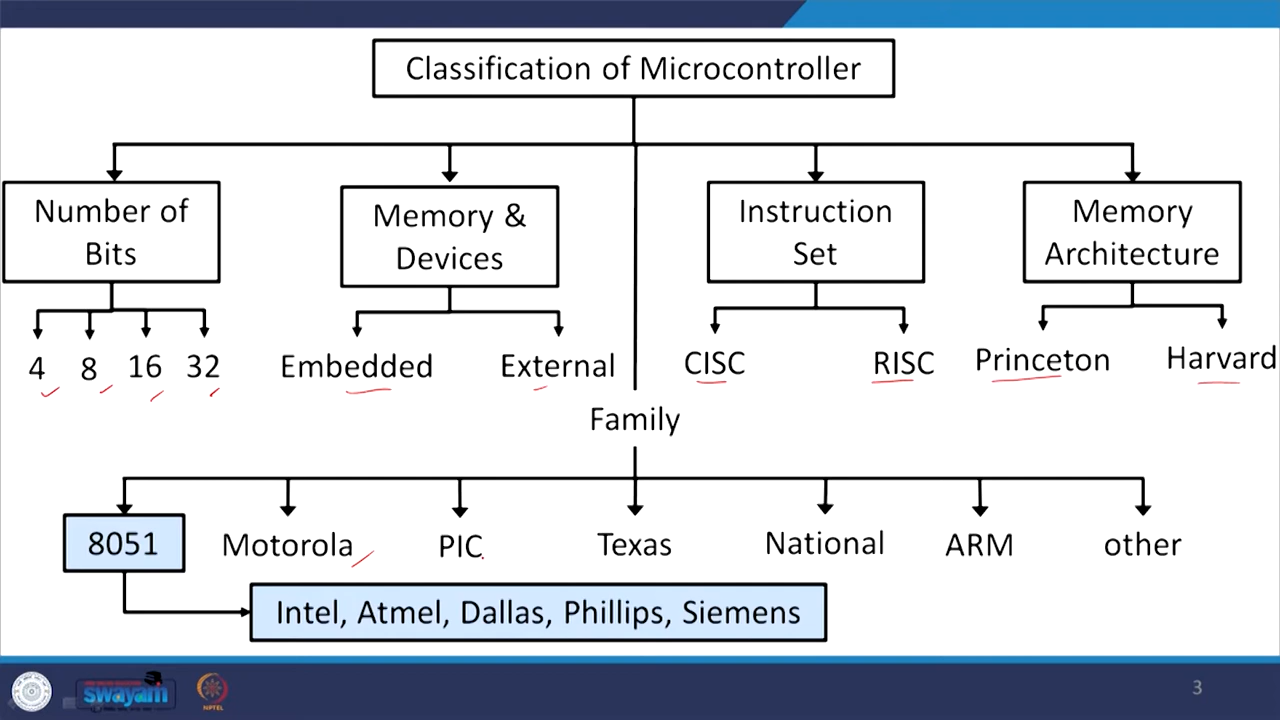 Classification of Microcontroller
Number of
Bits
Memory &
Devices
Instruction
Set
Memory
Architecture
4 8 16 32
Embedded External
CISC RISC
Princeton Harvard
Family
8051 Motorola PIC Texas National ARM other
Intel, Atmel, Dallas, Phillips, Siemens
swayam
NPTEL
3